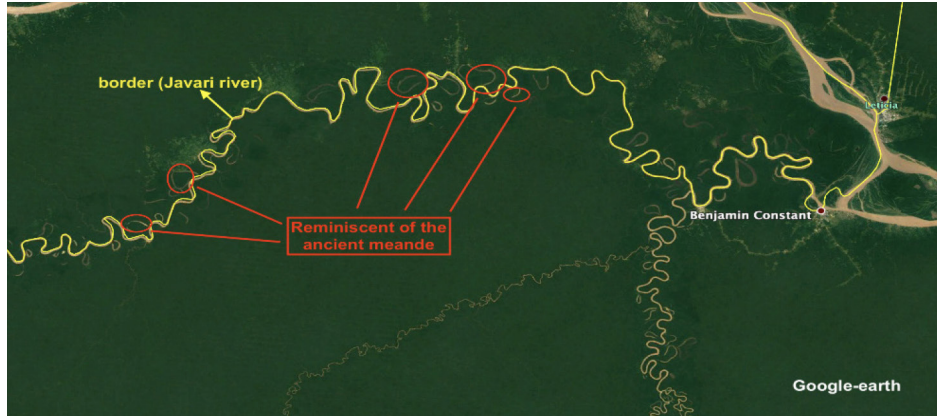 border (Javari river)
Leticia
Reminiscent of the
ancient meande
Benjamin Constant
Google-earth